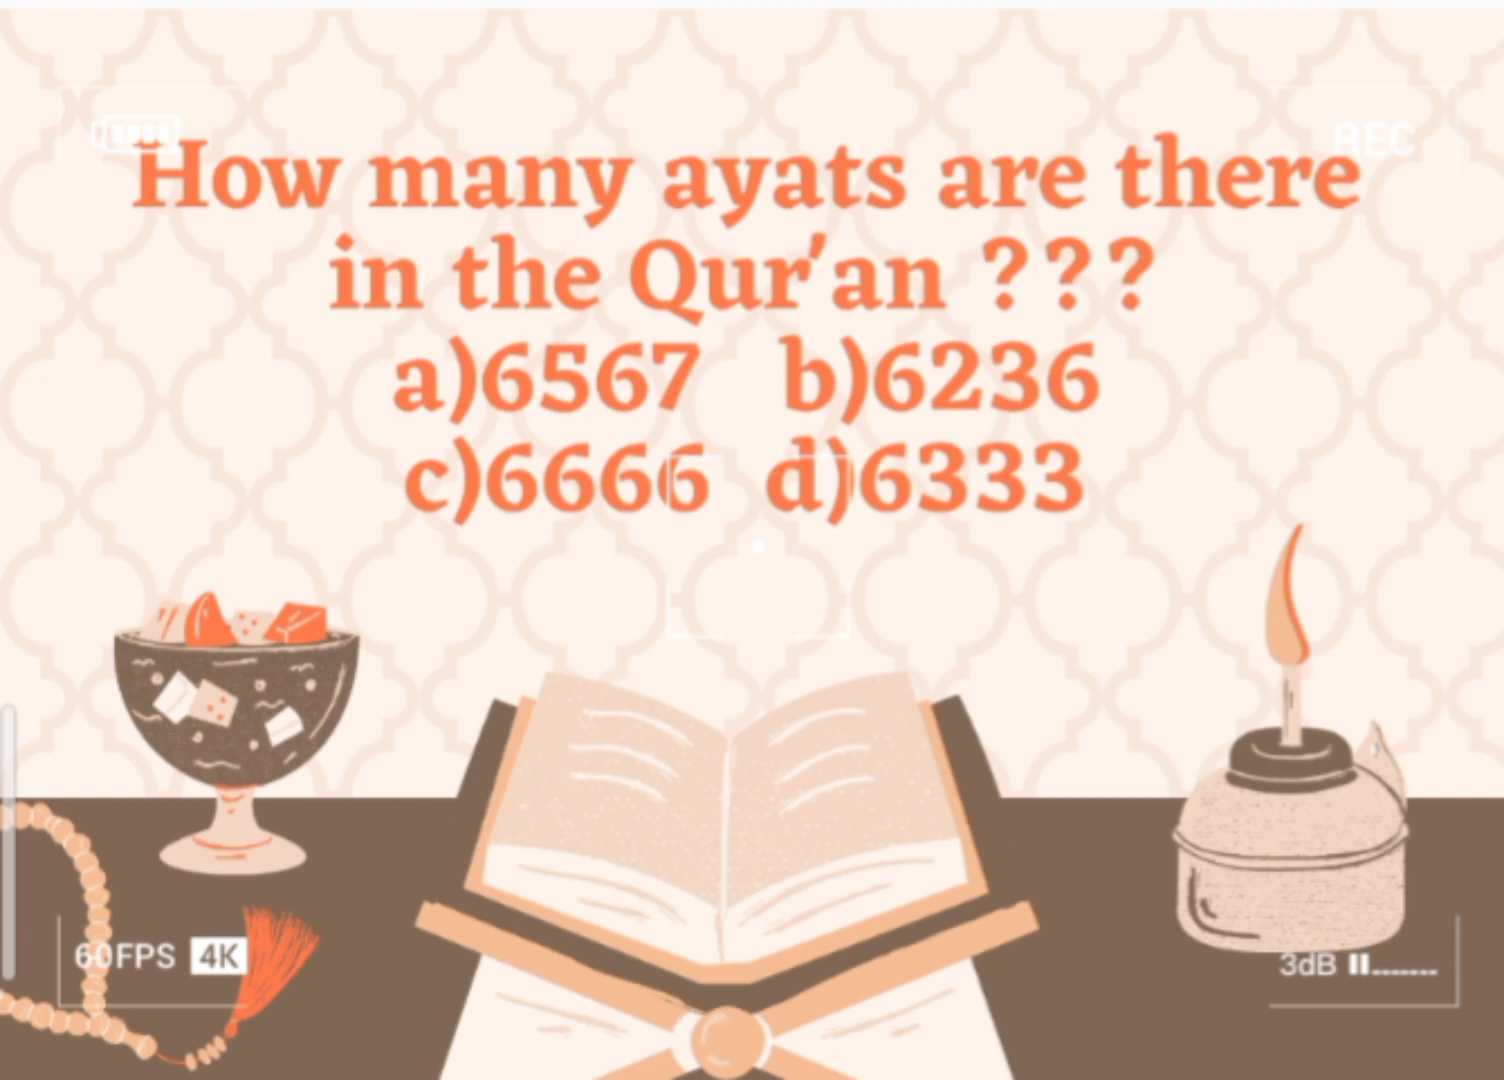 REC
How many ayats are there
in the Qur'an ???
a)6567 b)6236
c)6666 d)6333
60FPS 4K
3dB